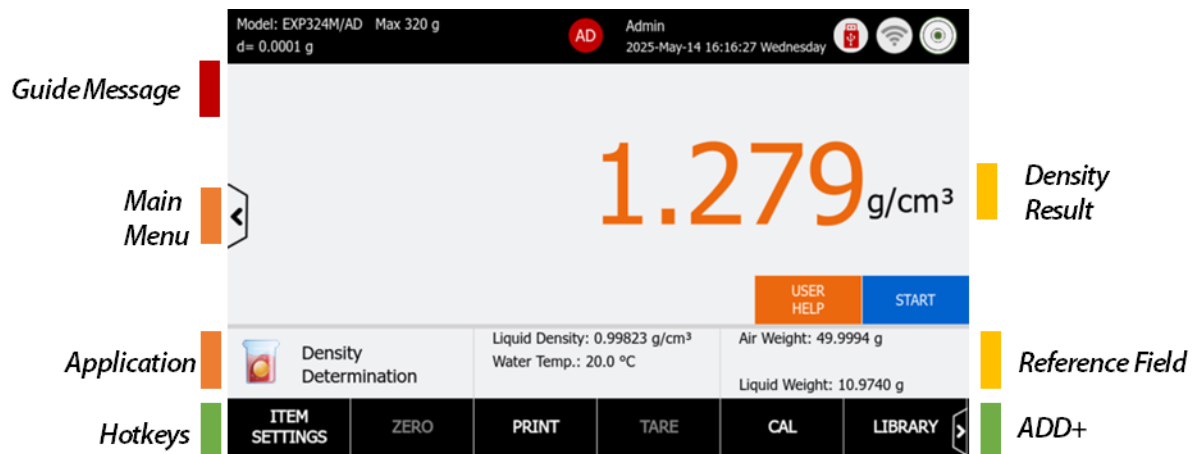 Model: EXP324M/AD Max 320 g
d= 0.0001 g
AD
Admin
2025-May-14 16:16:27 Wednesday
Guide Message
Main
Menu
1.279 g/cm³
Density
Result
USER
HELP
START
Application
Density
Determination
Liquid Density: 0.99823 g/cm³
Water Temp.: 20.0 ºC
Air Weight: 49.9994 g
Liquid Weight: 10.9740 g
Reference Field
Hotkeys
ITEM
SETTINGS
ZERO
PRINT
TARE
CAL
LIBRARY
ADD+